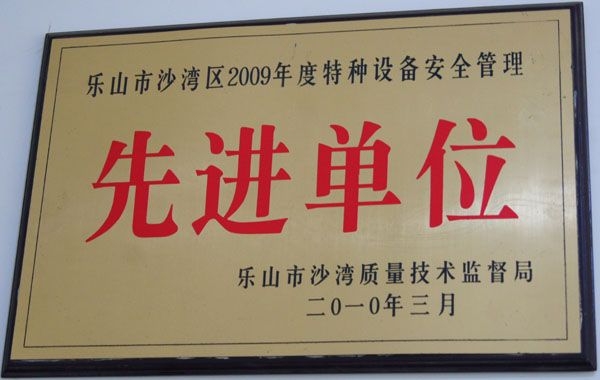 乐山市沙湾区2009年度特种设备安全管理
先进单位
乐山市沙湾质量技术监督局
二0一0年三月